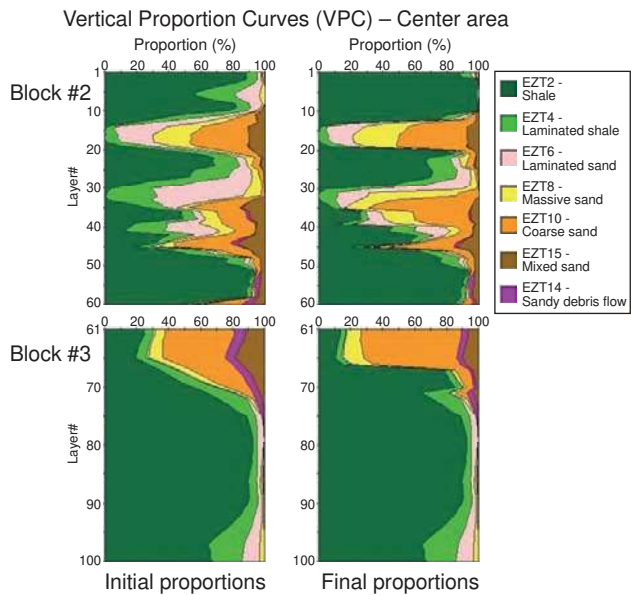 Vertical Proportion Curves (VPC) – Center area
Proportion (%)
0 20 40 60 80 100
Proportion (%)
0 20 40 60 80 100
Block #2
Layer#
1
10
20
30
40
50
60
1
10
20
30
40
50
60
EZT2 -
Shale
EZT4 -
Laminated shale
EZT6 -
Laminated sand
EZT8 -
Massive sand
EZT10 -
Coarse sand
EZT15 -
Mixed sand
EZT14 -
Sandy debris flow
0 20 40 60 80 100
0 20 40 60 80 100
Block #3
Layer#
61
70
80
90
100
61
70
80
90
100
Initial proportions
Final proportions